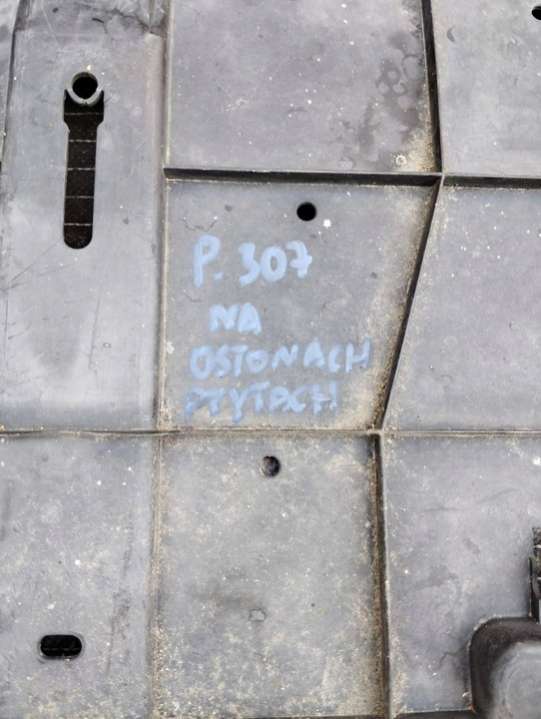 P. 307
NA
OSŁONACH
PŁYTACH